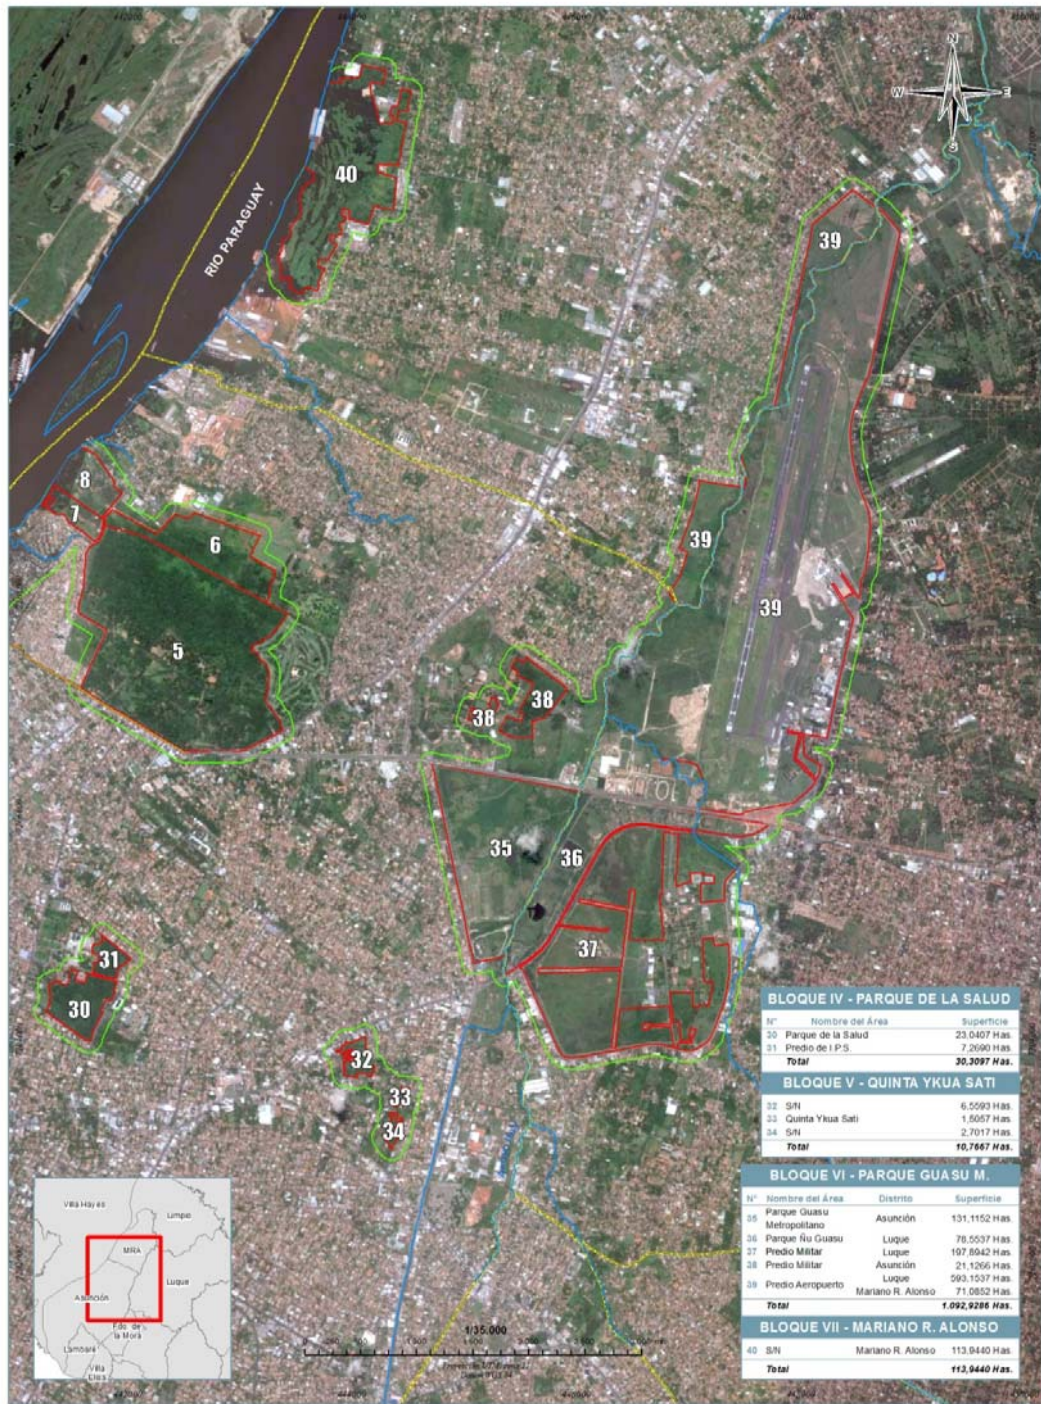 N
W
E
S
40
RIO PARAGUAY
39
8
7
6
39
39
5
38
38
35
36
37
31
30
32
33
34
BLOQUE IV - PARQUE DE LA SALUD
N° Nombre del Área Superficie
30 Parque de la Salud 23,0407 Has.
31 Predio de I.P.S. 7,2690 Has.
Total 30,3097 Has.
BLOQUE V - QUINTA YKUA SATI
32 S/N 6,5593 Has.
33 Quinta Ykua Sati 1,5057 Has.
34 S/N 2,7017 Has.
Total 10,7667 Has.
BLOQUE VI - PARQUE GUASU M.
N° Nombre del Área Distrito Superficie
35 Parque Guasu Metropolitano Asunción 131,1152 Has.
36 Parque Ñu Guasu Luque 78,5537 Has.
37 Predio Militar Luque 197,8942 Has.
38 Predio Militar Asunción 21,1266 Has.
39 Predio Aeropuerto Luque 593,1537 Has.
Mariano R. Alonso 71,0852 Has.
Total 1.092,9286 Has.
BLOQUE VII - MARIANO R. ALONSO
40 S/N Mariano R. Alonso 113,9440 Has.
Total 113,9440 Has.
Villa Hayes
Limpio
MRA
Luque
Asunción
Fdo. de la Mora
Lambaré
Villa Elisa
1/35.000